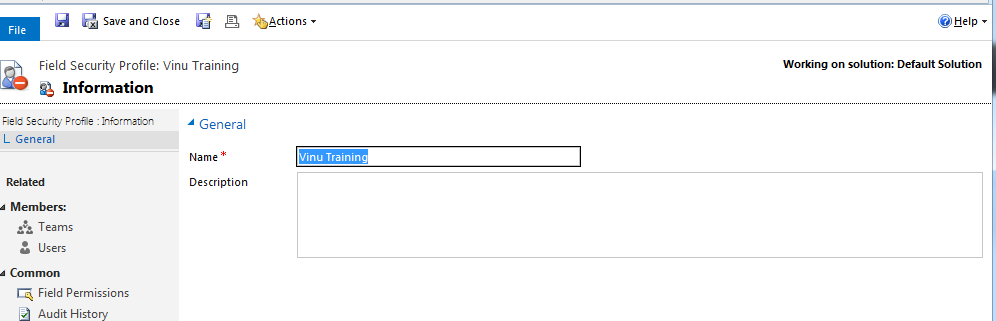 File
Save and Close
Actions
Help
Field Security Profile: Vinu Training
Information
Working on solution: Default Solution
Field Security Profile : Information
General
Related
Members:
Teams
Users
Common
Field Permissions
Audit History
General
Name *
Vinu Training
Description